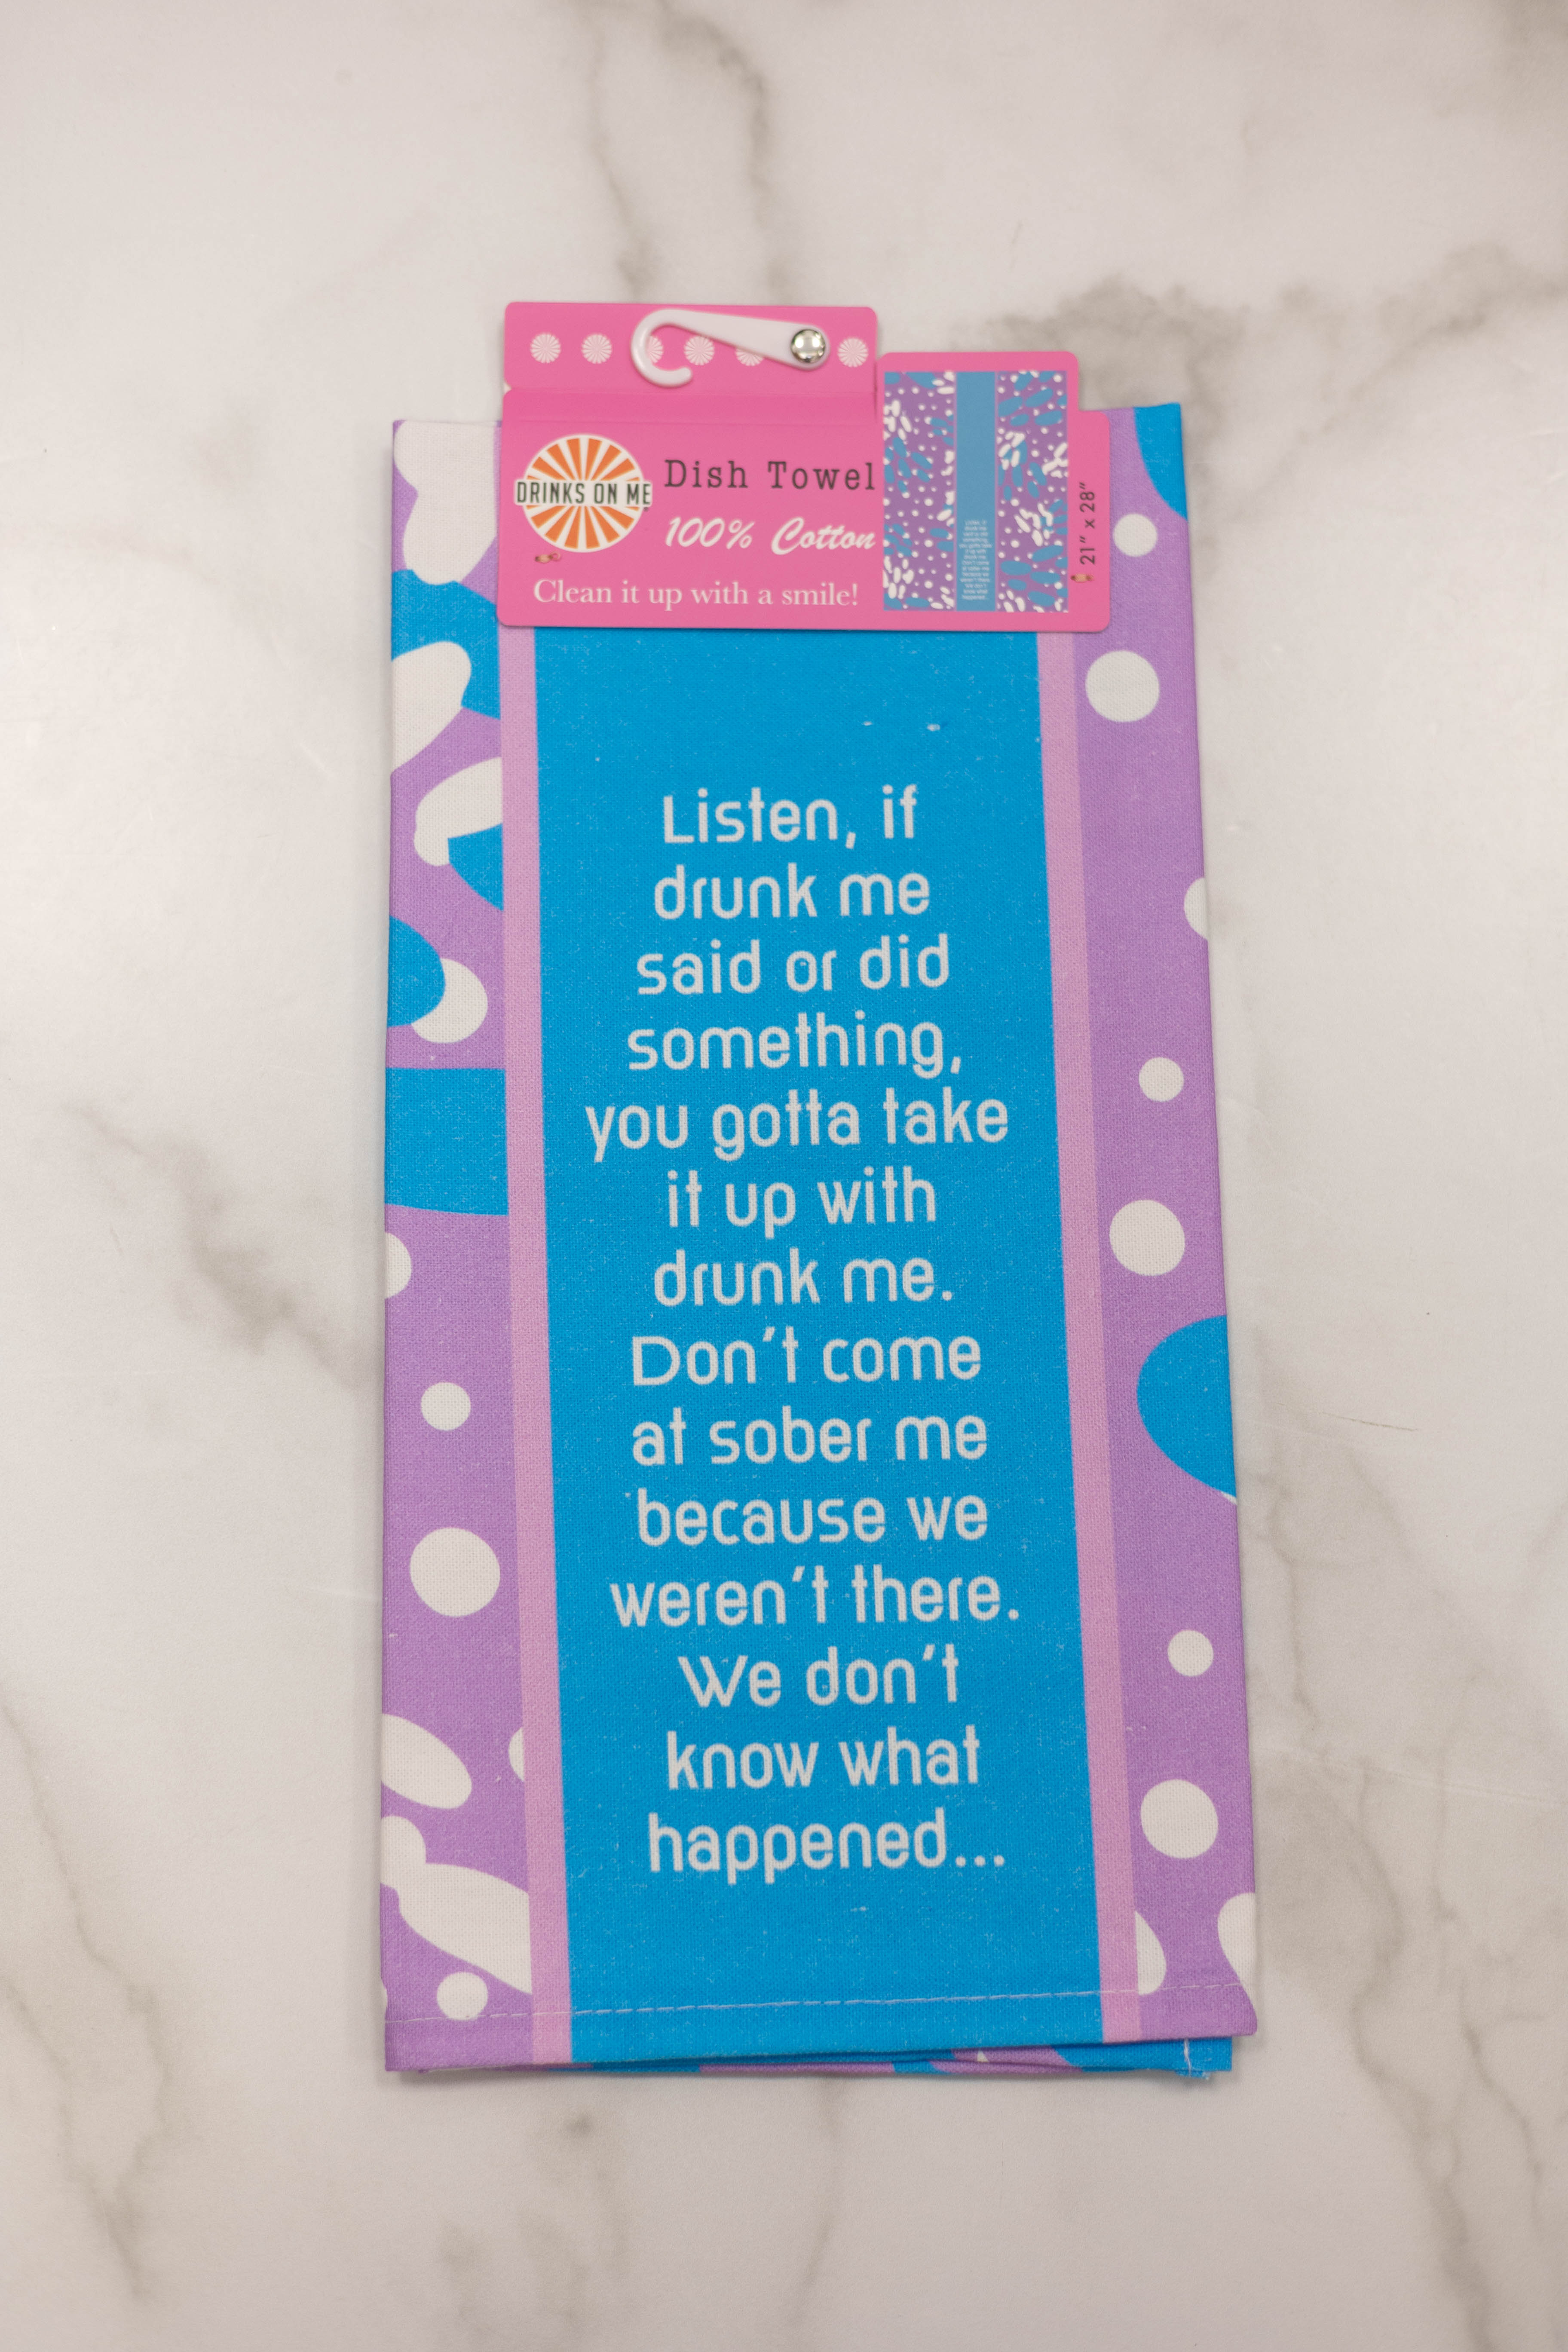 DRINKS ON ME
Dish Towel
100% Cotton
Clean it up with a smile!
21" x 28"
Listen, if
drunk me
said or did
something,
you gotta take
it up with
drunk me.
Don't come
at sober me
because we
weren't there.
We don't
know what
happened...